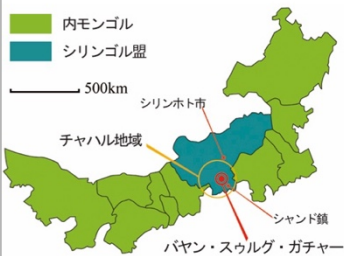 内モンゴル
シリンゴル盟
500km
シリンホト市
チャハル地域
シャンド鎮
バヤン・スゥルグ・ガチャー